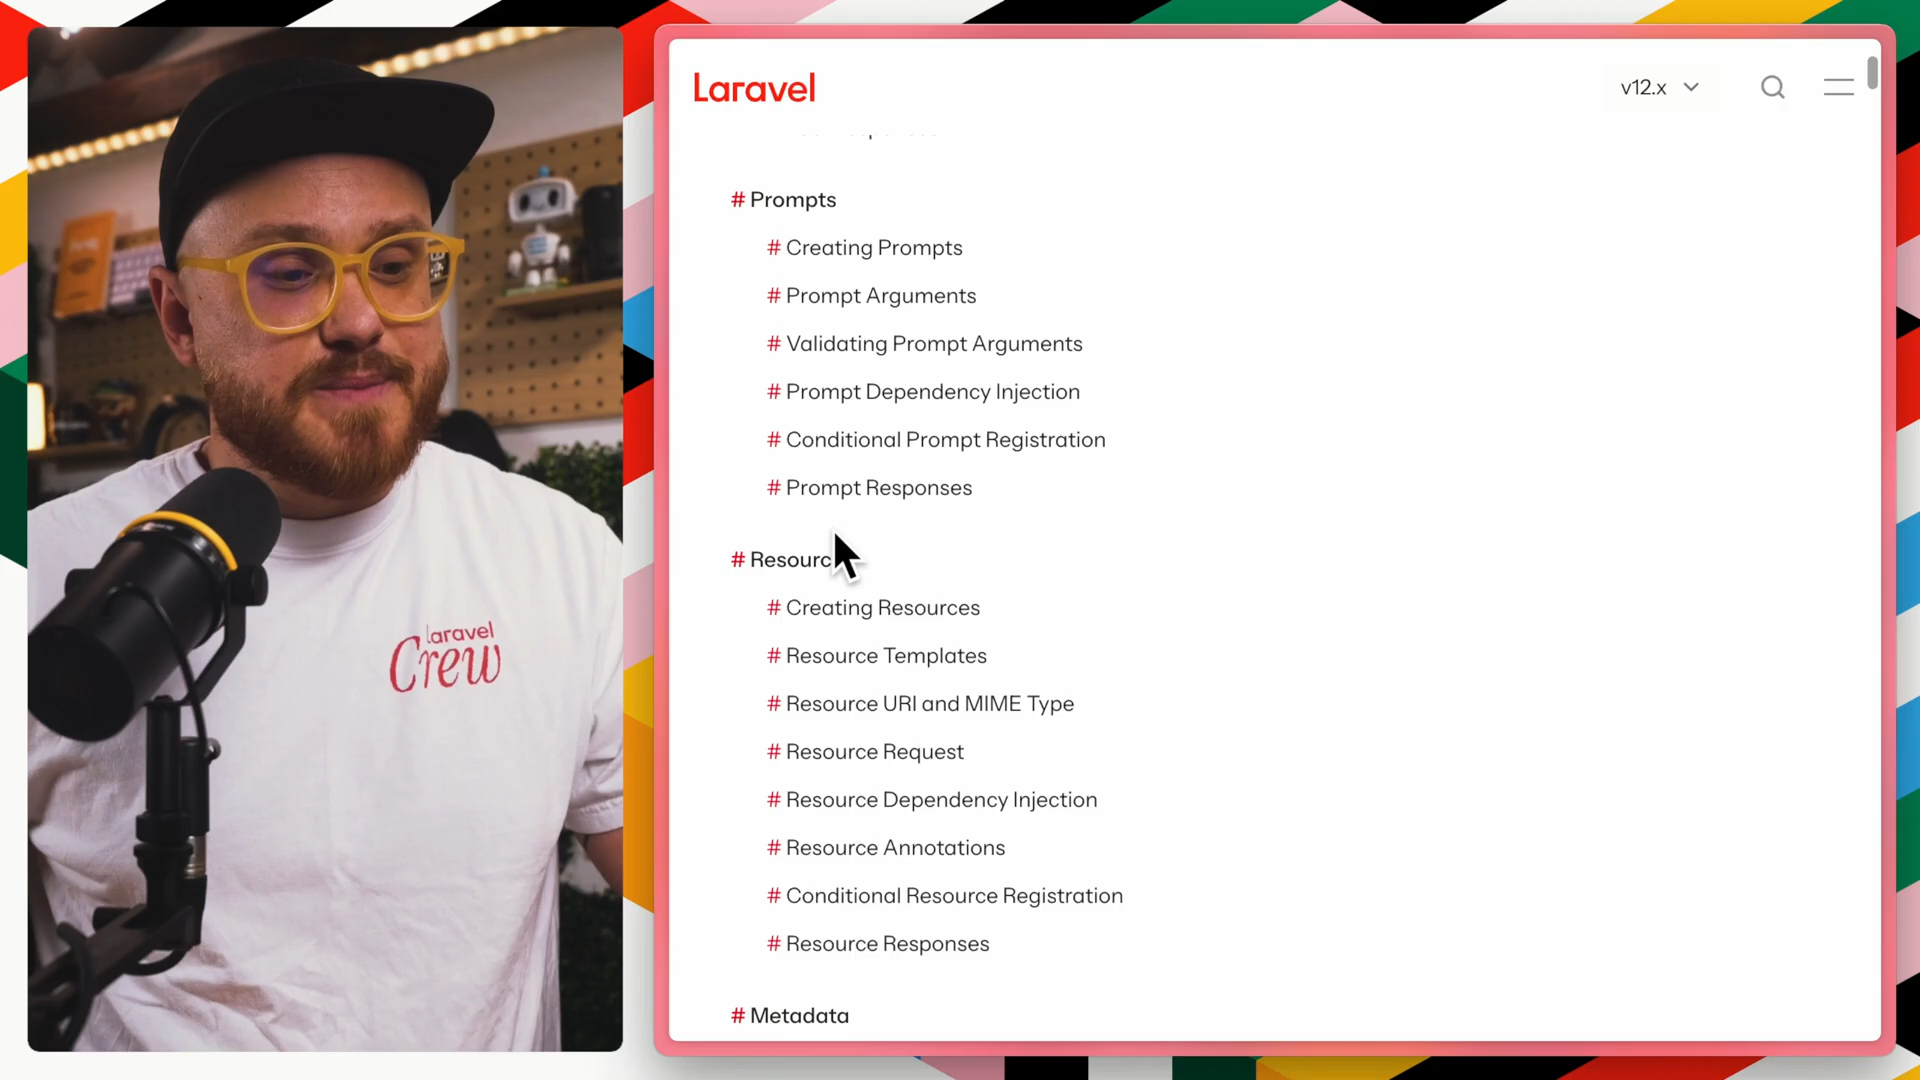 Laravel
Crew
Laravel
v12.x
# Prompts
# Creating Prompts
# Prompt Arguments
# Validating Prompt Arguments
# Prompt Dependency Injection
# Conditional Prompt Registration
# Prompt Responses
# Resourc
# Creating Resources
# Resource Templates
# Resource URI and MIME Type
# Resource Request
# Resource Dependency Injection
# Resource Annotations
# Conditional Resource Registration
# Resource Responses
# Metadata